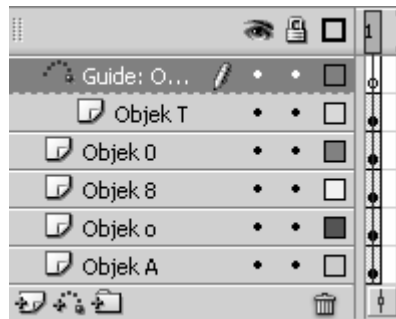 1
Guide: O...
Objek T
Objek 0
Objek 8
Objek o
Objek A